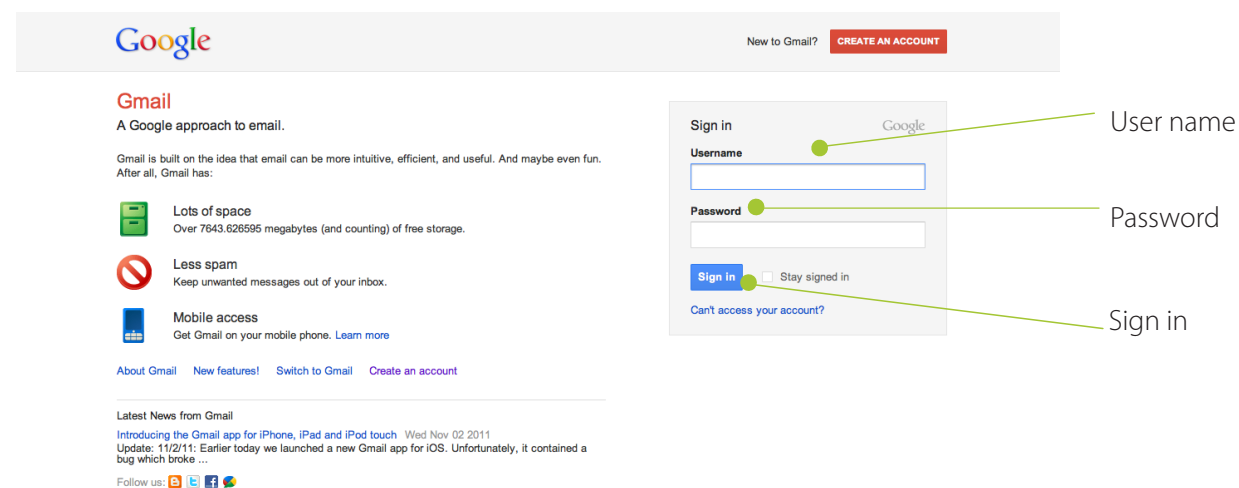 Google
New to Gmail? CREATE AN ACCOUNT
Gmail
A Google approach to email.
Gmail is built on the idea that email can be more intuitive, efficient, and useful. And maybe even fun.
After all, Gmail has:
Lots of space
Over 7643.626595 megabytes (and counting) of free storage.
Less spam
Keep unwanted messages out of your inbox.
Mobile access
Get Gmail on your mobile phone. Learn more
About Gmail New features! Switch to Gmail Create an account
Latest News from Gmail
Introducing the Gmail app for iPhone, iPad and iPod touch Wed Nov 02 2011
Update: 11/2/11: Earlier today we launched a new Gmail app for iOS. Unfortunately, it contained a
bug which broke ...
Follow us:
Sign in Google
Username
Password
Sign in Stay signed in
Can't access your account?
User name
Password
Sign in